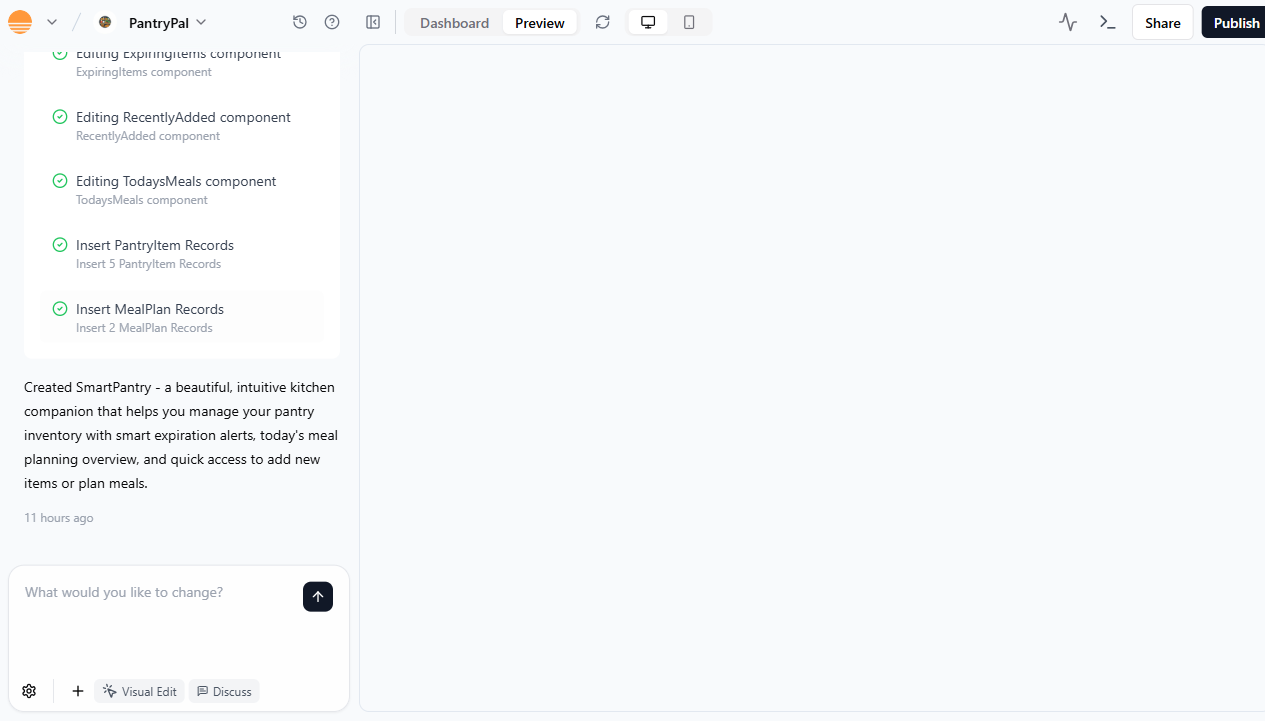 PantryPal
Dashboard
Preview
Share
Publish
Editing ExpiringItems component
ExpiringItems component
Editing RecentlyAdded component
RecentlyAdded component
Editing TodaysMeals component
TodaysMeals component
Insert PantryItem Records
Insert 5 PantryItem Records
Insert MealPlan Records
Insert 2 MealPlan Records
Created SmartPantry - a beautiful, intuitive kitchen
companion that helps you manage your pantry
inventory with smart expiration alerts, today's meal
planning overview, and quick access to add new
items or plan meals.
11 hours ago
What would you like to change?
Visual Edit
Discuss